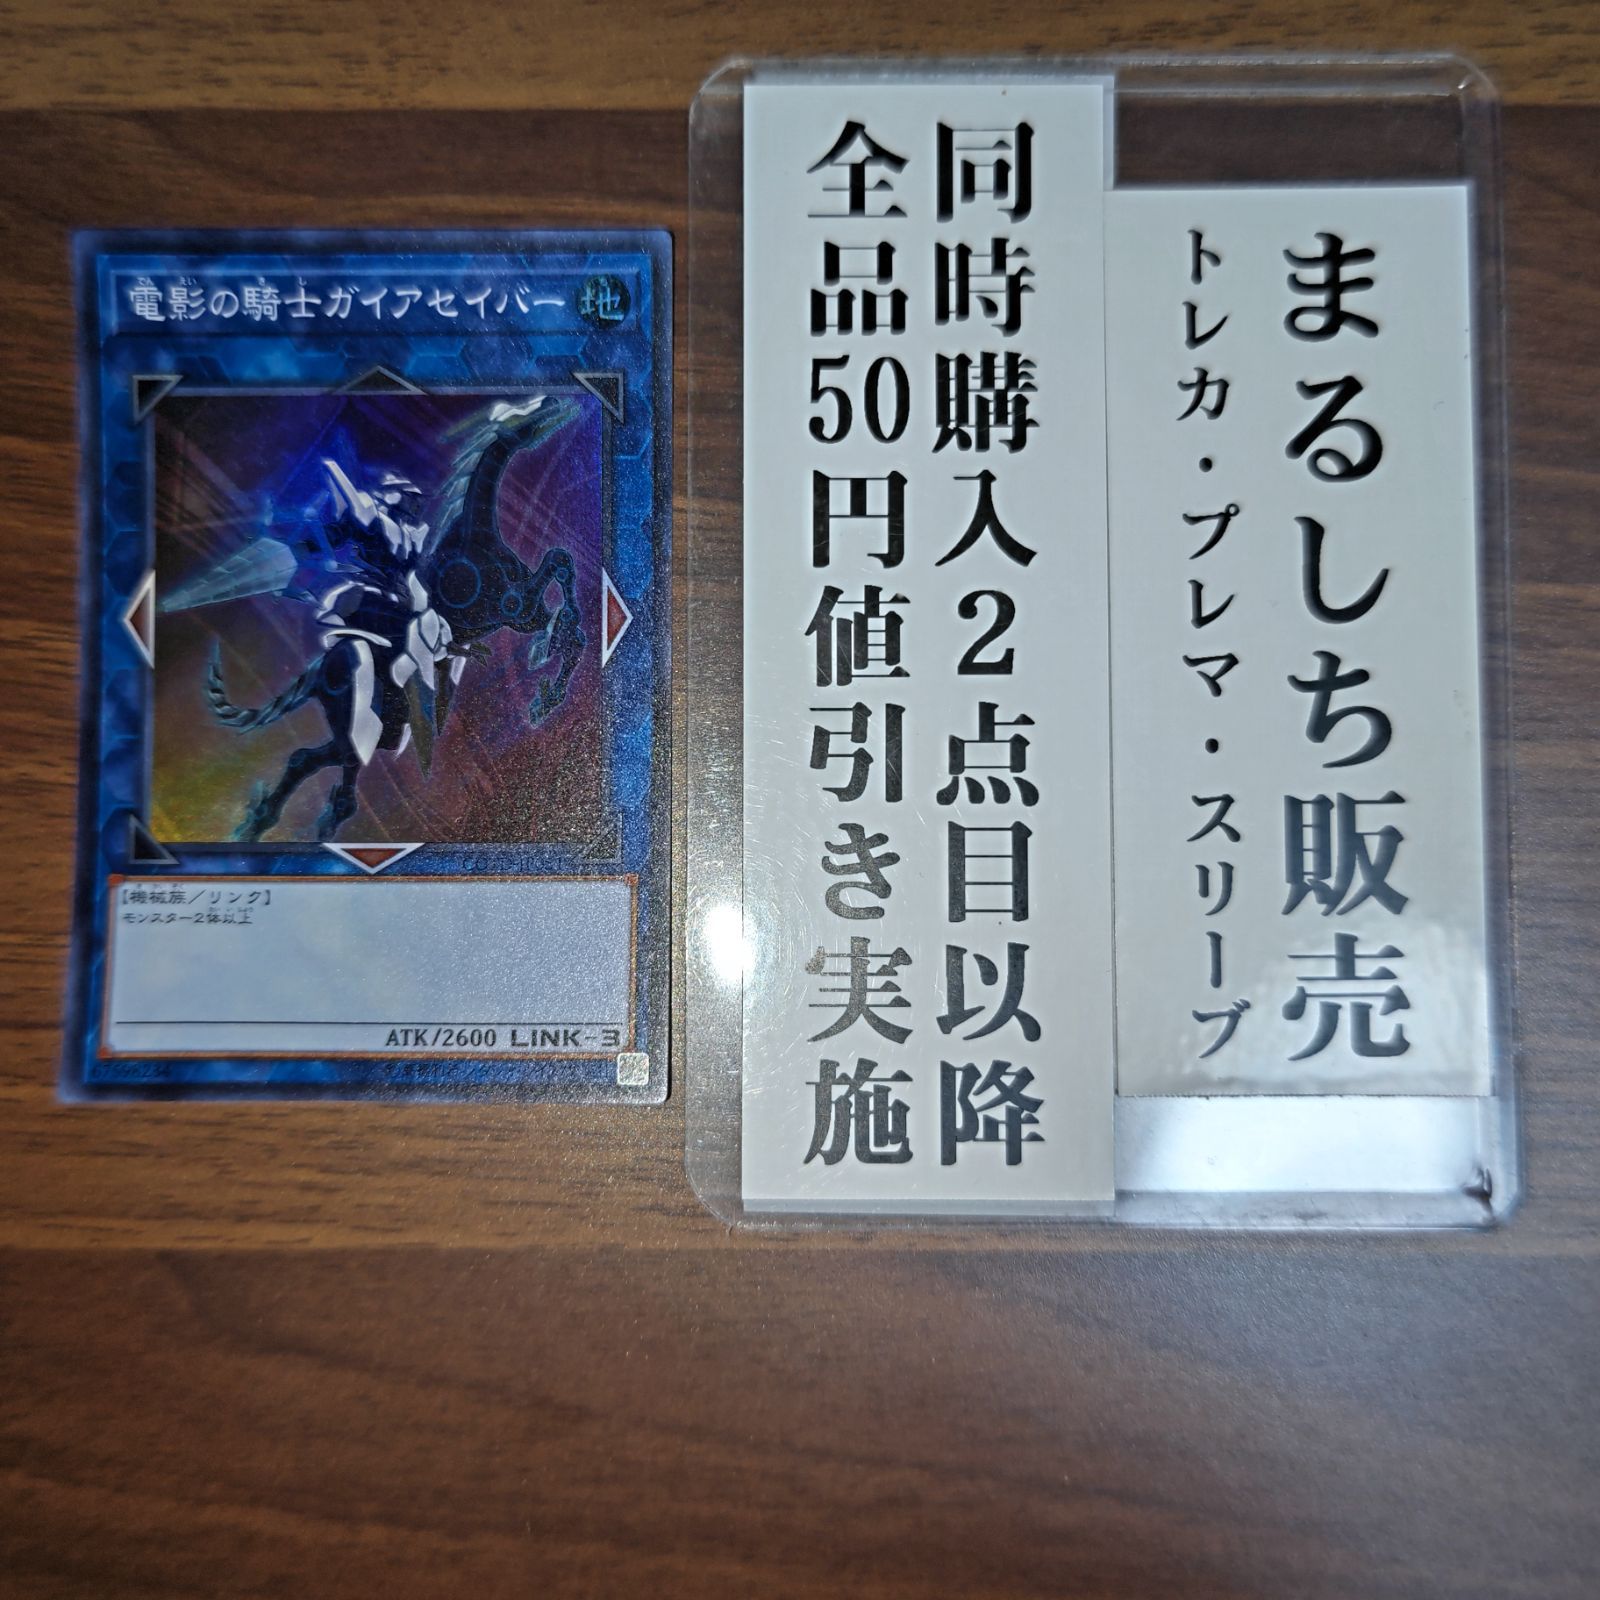 電影の騎士ガイアセイバー 地
【機械族／リンク】
モンスター2体以上
ATK/2600 LINK-3
同時購入2点目以降
全品50円値引き実施
まるしち販売
トレカ・プレマ・スリーブ